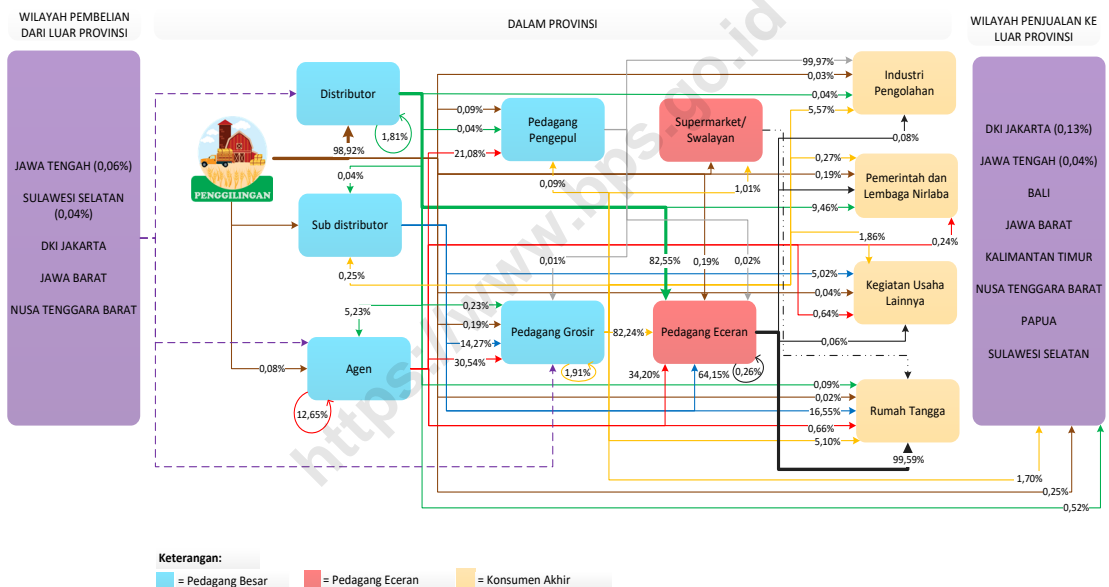 WILAYAH PEMBELIAN
DARI LUAR PROVINSI
DALAM PROVINSI
WILAYAH PENJUALAN KE
LUAR PROVINSI
JAWA TENGAH (0,06%)
SULAWESI SELATAN
(0,04%)
DKI JAKARTA
JAWA BARAT
NUSA TENGGARA BARAT
PENGGILINGAN
Distributor
1,81%
98,92%
0,04%
Sub distributor
0,25%
5,23%
0,08%
Agen
12,65%
0,09%
0,04%
21,08%
Pedagang
Pengepul
0,09%
0,01%
0,23%
0,19%
14,27%
30,54%
Pedagang Grosir
1,91%
82,24%
Supermarket/
Swalayan
1,01%
0,19%
0,02%
82,55%
Pedagang Eceran
34,20%
64,15%
0,26%
99,97%
0,03%
0,04%
5,57%
Industri
Pengolahan
0,08%
0,27%
0,19%
9,46%
Pemerintah dan
Lembaga Nirlaba
0,24%
1,86%
5,02%
0,04%
0,64%
Kegiatan Usaha
Lainnya
0,06%
0,09%
0,02%
16,55%
0,66%
5,10%
Rumah Tangga
99,59%
1,70%
0,25%
0,52%
DKI JAKARTA (0,13%)
JAWA TENGAH (0,04%)
BALI
JAWA BARAT
KALIMANTAN TIMUR
NUSA TENGGARA BARAT
PAPUA
SULAWESI SELATAN
https://www.bps.go.id
Keterangan:
= Pedagang Besar
= Pedagang Eceran
= Konsumen Akhir